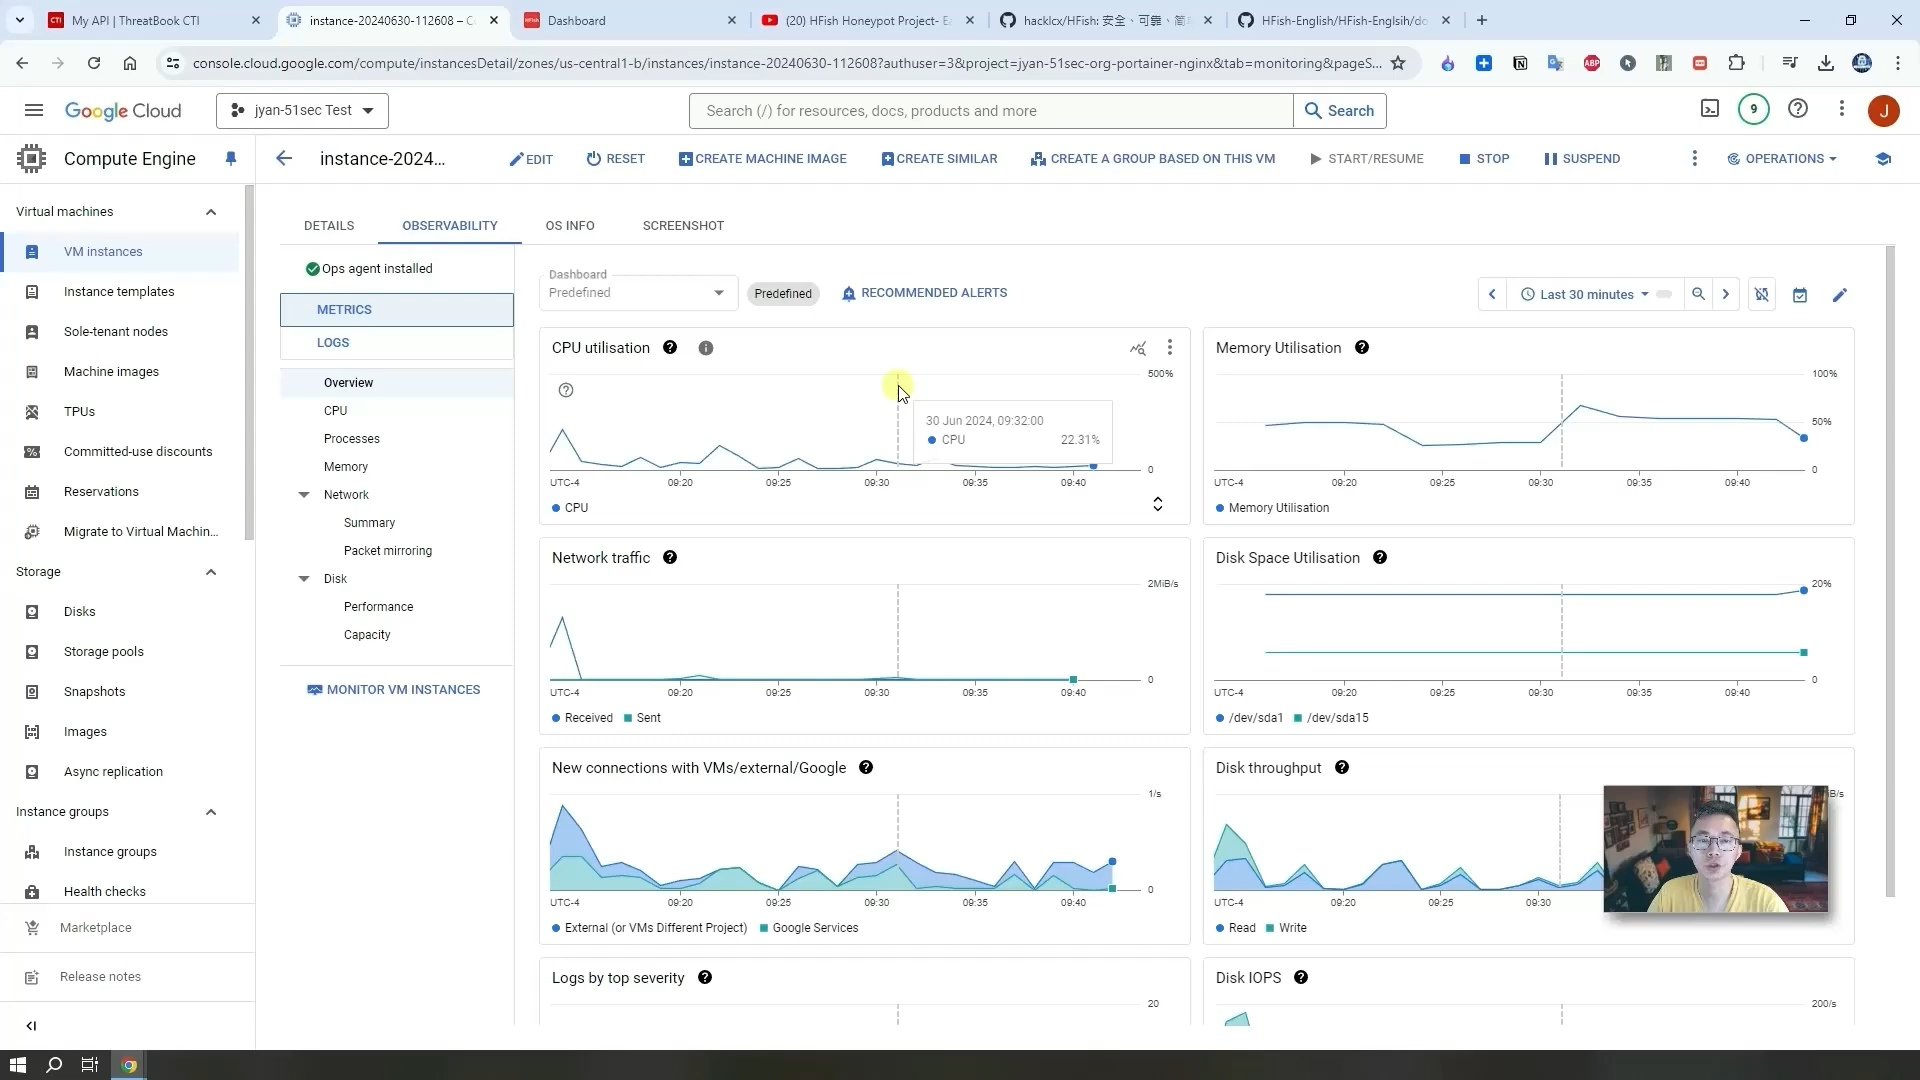 My API | ThreatBook CTI
instance-20240630-112608 – C
Dashboard
(20) HFish Honeypot Project- Ea
hacklcx/HFish: 安全、可靠、简
HFish-English/HFish-Englsih/do
console.cloud.google.com/compute/instancesDetail/zones/us-central1-b/instances/instance-20240630-112608?authuser=3&project=jyan-51sec-org-portainer-nginx&tab=monitoring&pageS...
Google Cloud
jyan-51sec Test
Search (/) for resources, docs, products and more
Search
9
J
Compute Engine
instance-2024...
EDIT
RESET
CREATE MACHINE IMAGE
CREATE SIMILAR
CREATE A GROUP BASED ON THIS VM
START/RESUME
STOP
SUSPEND
OPERATIONS
Virtual machines
VM instances
Instance templates
Sole-tenant nodes
Machine images
TPUs
Committed-use discounts
Reservations
Migrate to Virtual Machin...
Storage
Disks
Storage pools
Snapshots
Images
Async replication
Instance groups
Instance groups
Health checks
Marketplace
Release notes
DETAILS
OBSERVABILITY
OS INFO
SCREENSHOT
Ops agent installed
METRICS
LOGS
Overview
CPU
Processes
Memory
Network
Summary
Packet mirroring
Disk
Performance
Capacity
MONITOR VM INSTANCES
Dashboard
Predefined
Predefined
RECOMMENDED ALERTS
Last 30 minutes
CPU utilisation
500%
30 Jun 2024, 09:32:00
CPU 22.31%
0
UTC-4 09:20 09:25 09:30 09:35 09:40
CPU
Memory Utilisation
100%
50%
0
UTC-4 09:20 09:25 09:30 09:35 09:40
Memory Utilisation
Network traffic
2MiB/s
0
UTC-4 09:20 09:25 09:30 09:35 09:40
Received Sent
Disk Space Utilisation
20%
0
UTC-4 09:20 09:25 09:30 09:35 09:40
/dev/sda1 /dev/sda15
New connections with VMs/external/Google
1/s
0
UTC-4 09:20 09:25 09:30 09:35 09:40
External (or VMs Different Project) Google Services
Disk throughput
B/s
UTC-4 09:20 09:25 09:30
Read Write
Logs by top severity
20
Disk IOPS
200/s